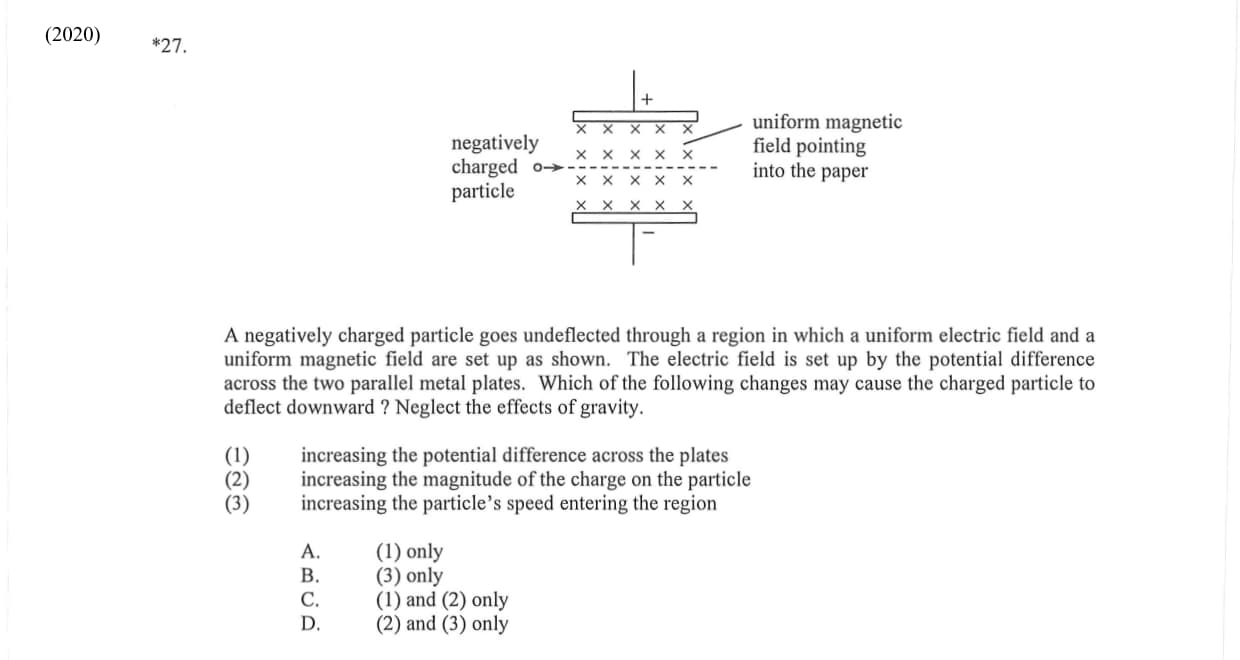 (2020)
*27.
+
negatively
charged
particle
uniform magnetic
field pointing
into the paper
× × × × ×
× × × × ×
× × × × ×
× × × × ×
−
A negatively charged particle goes undeflected through a region in which a uniform electric field and a
uniform magnetic field are set up as shown. The electric field is set up by the potential difference
across the two parallel metal plates. Which of the following changes may cause the charged particle to
deflect downward ? Neglect the effects of gravity.
(1) increasing the potential difference across the plates
(2) increasing the magnitude of the charge on the particle
(3) increasing the particle's speed entering the region
A. (1) only
B. (3) only
C. (1) and (2) only
D. (2) and (3) only